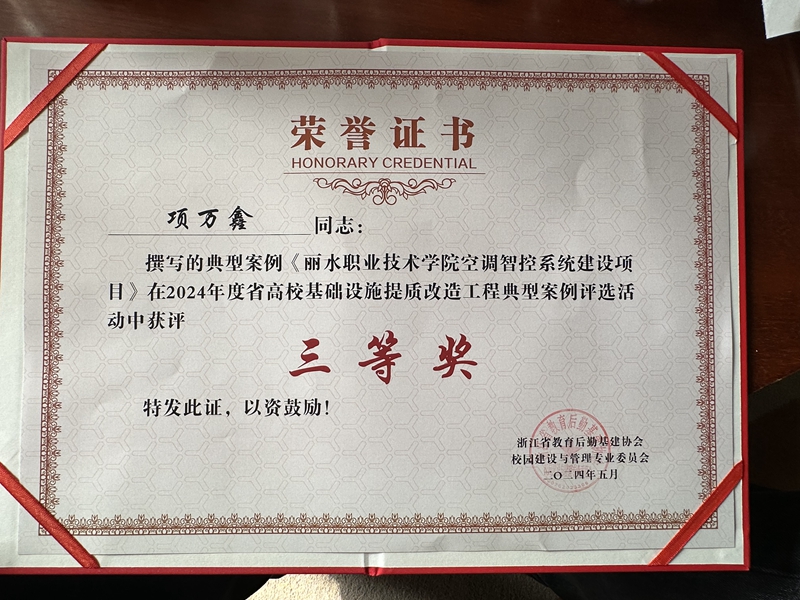 荣誉证书
HONORARY CREDENTIAL
项万鑫 同志：
撰写的典型案例《丽水职业技术学院空调智控系统建设项
目》在2024年度省高校基础设施提质改造工程典型案例评选活
动中获评
三等奖
特发此证，以资鼓励！
浙江省教育后勤基建协会
校园建设与管理专业委员会
二〇二四年五月